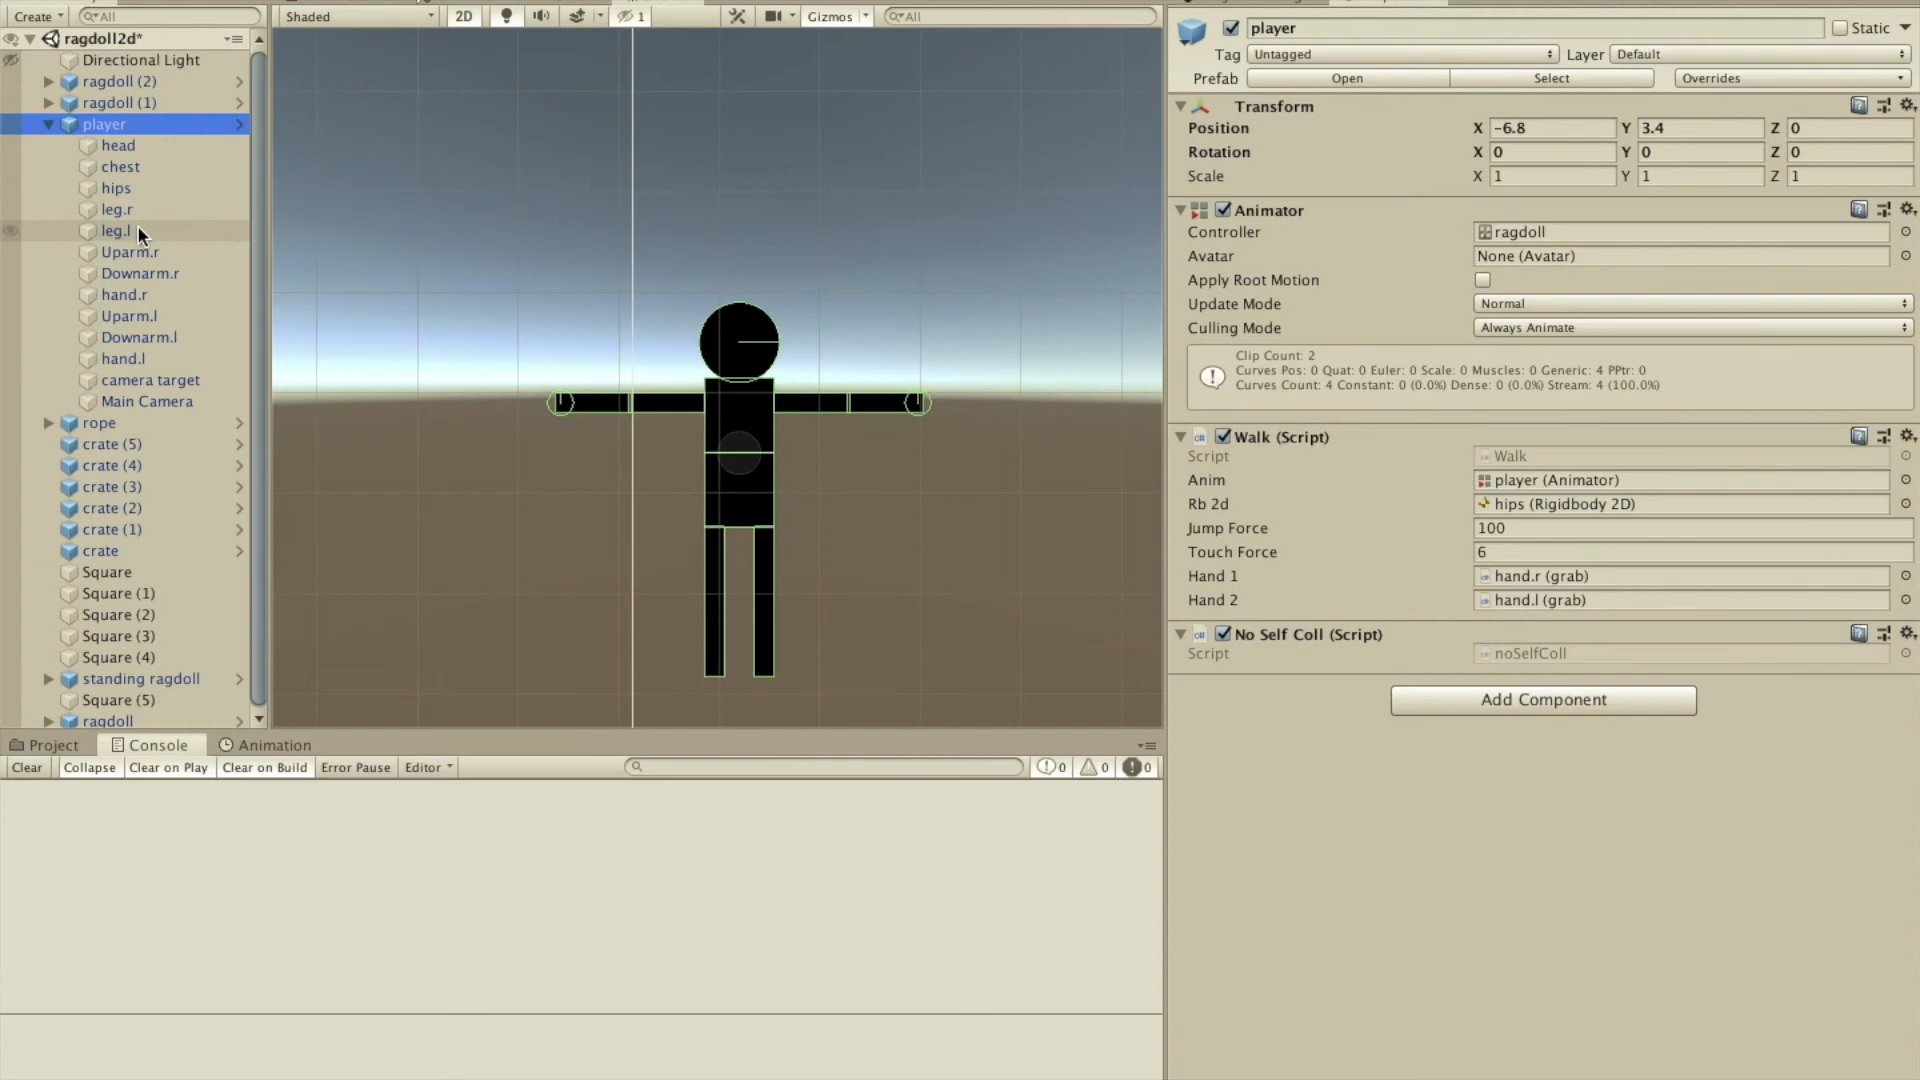 Create
All
ragdoll2d*
Directional Light
ragdoll (2)
ragdoll (1)
player
head
chest
hips
leg.r
leg.l
Uparm.r
Downarm.r
hand.r
Uparm.l
Downarm.l
hand.l
camera target
Main Camera
rope
crate (5)
crate (4)
crate (3)
crate (2)
crate (1)
crate
Square
Square (1)
Square (2)
Square (3)
Square (4)
standing ragdoll
Square (5)
ragdoll
Shaded 2D 1 Gizmos All
player Static
Tag Untagged Layer Default
Prefab Open Select Overrides
Transform
Position X -6.8 Y 3.4 Z 0
Rotation X 0 Y 0 Z 0
Scale X 1 Y 1 Z 1
Animator
Controller ragdoll
Avatar None (Avatar)
Apply Root Motion
Update Mode Normal
Culling Mode Always Animate
Clip Count: 2
Curves Pos: 0 Quat: 0 Euler: 0 Scale: 0 Muscles: 0 Generic: 4 PPtr: 0
Curves Count: 4 Constant: 0 (0.0%) Dense: 0 (0.0%) Stream: 4 (100.0%)
Walk (Script)
Script Walk
Anim player (Animator)
Rb 2d hips (Rigidbody 2D)
Jump Force 100
Touch Force 6
Hand 1 hand.r (grab)
Hand 2 hand.l (grab)
No Self Coll (Script)
Script noSelfColl
Add Component
Project Console Animation
Clear Collapse Clear on Play Clear on Build Error Pause Editor 0 0 0